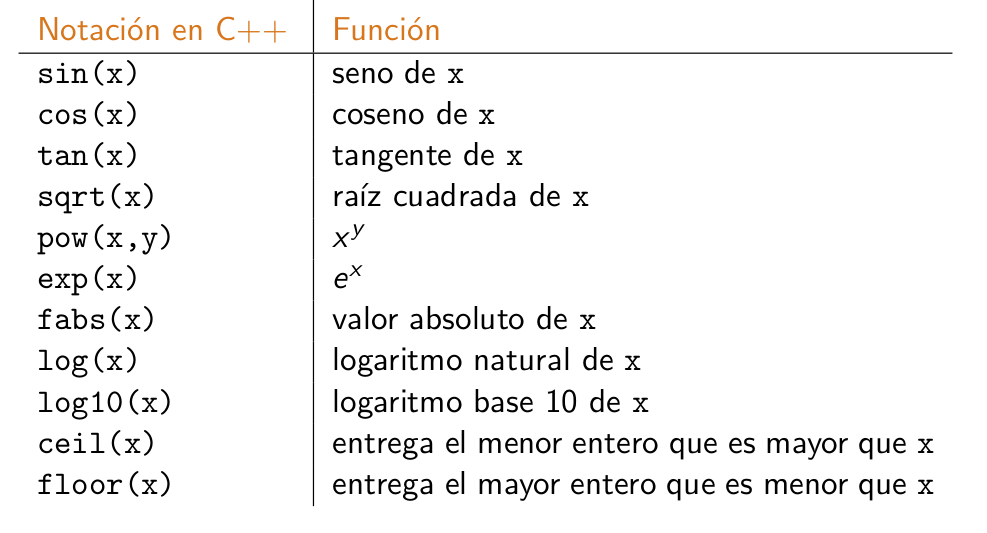 Notación en C++ Función
sin(x) seno de x
cos(x) coseno de x
tan(x) tangente de x
sqrt(x) raíz cuadrada de x
pow(x,y) x^y
exp(x) e^x
fabs(x) valor absoluto de x
log(x) logaritmo natural de x
log10(x) logaritmo base 10 de x
ceil(x) entrega el menor entero que es mayor que x
floor(x) entrega el mayor entero que es menor que x